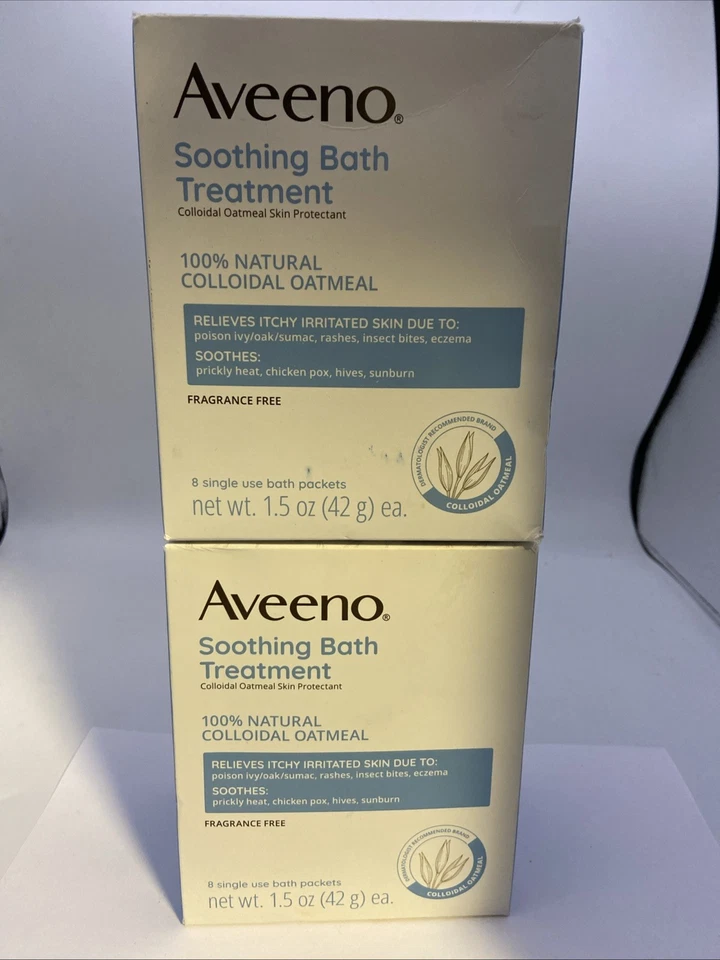 Aveeno®
Soothing Bath
Treatment
Colloidal Oatmeal Skin Protectant
100% NATURAL
COLLOIDAL OATMEAL
RELIEVES ITCHY IRRITATED SKIN DUE TO:
poison ivy/oak/sumac, rashes, insect bites, eczema
SOOTHES:
prickly heat, chicken pox, hives, sunburn
FRAGRANCE FREE
DERMATOLOGIST RECOMMENDED BRAND
COLLOIDAL OATMEAL
8 single use bath packets
net wt. 1.5 oz (42 g) ea.
Aveeno®
Soothing Bath
Treatment
Colloidal Oatmeal Skin Protectant
100% NATURAL
COLLOIDAL OATMEAL
RELIEVES ITCHY IRRITATED SKIN DUE TO:
poison ivy/oak/sumac, rashes, insect bites, eczema
SOOTHES:
prickly heat, chicken pox, hives, sunburn
FRAGRANCE FREE
DERMATOLOGIST RECOMMENDED BRAND
COLLOIDAL OATMEAL
8 single use bath packets
net wt. 1.5 oz (42 g) ea.